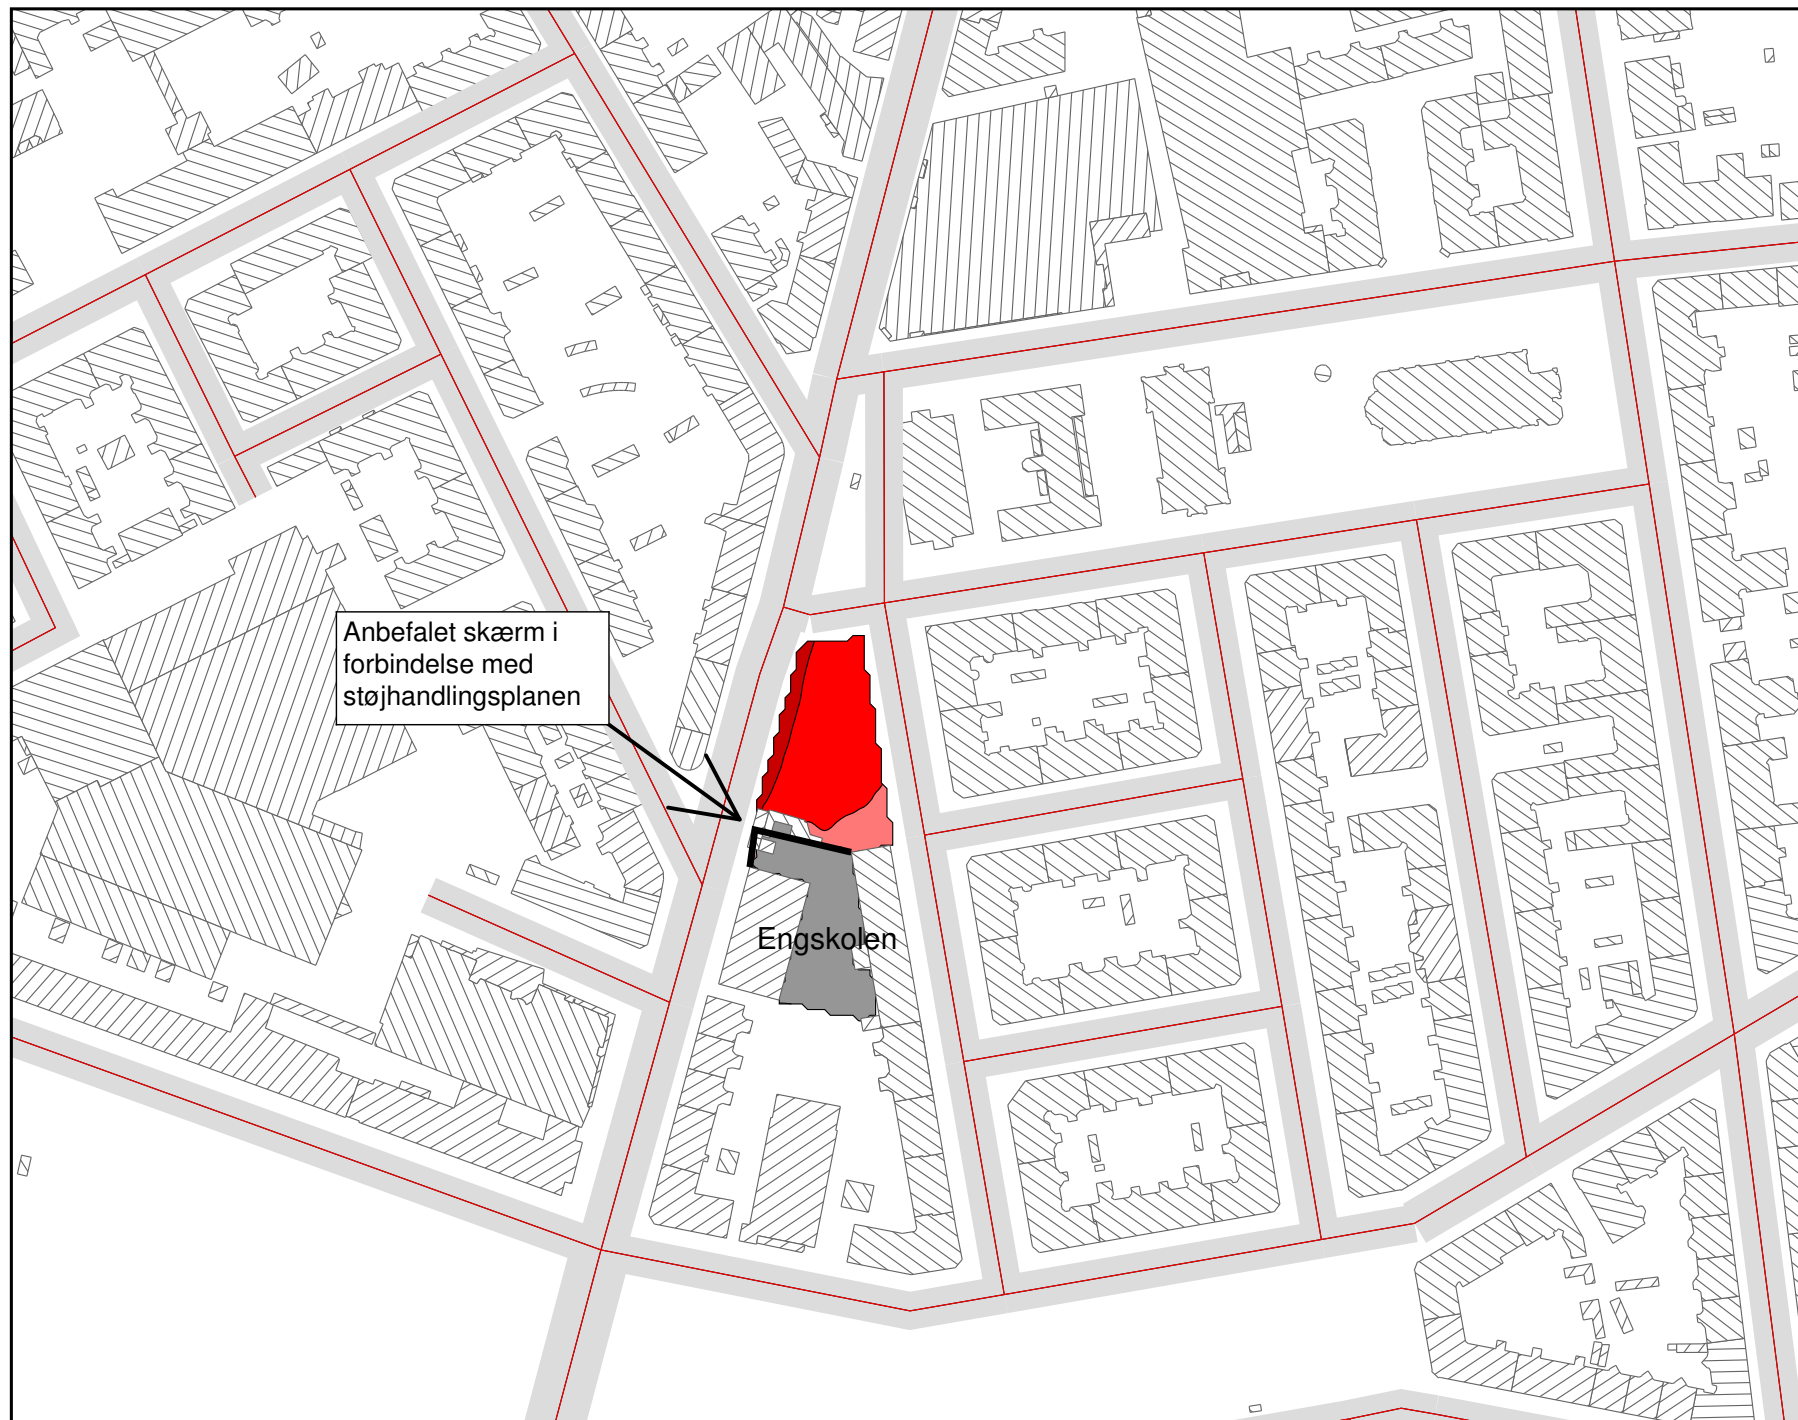 Anbefalet skærm i
forbindelse med
støjhandlingsplanen
Engskolen